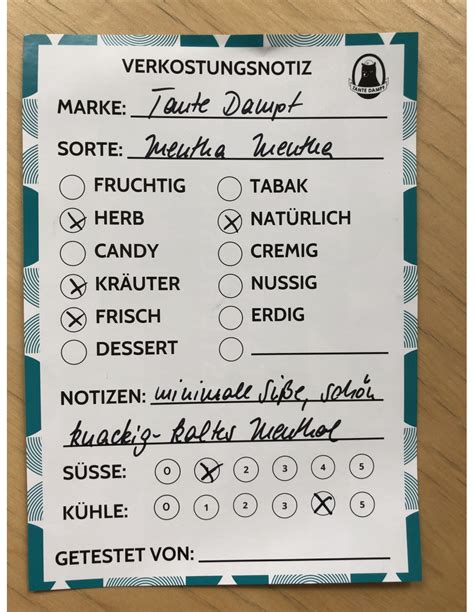 VERKOSTUNGSNOTIZ
TANTE DAMPF
MARKE: Tante Dampf
SORTE: Mentha Mentha
FRUCHTIG TABAK
HERB NATÜRLICH
CANDY CREMIG
KRÄUTER NUSSIG
FRISCH ERDIG
DESSERT
NOTIZEN: minimale Süße, schön
knackig-kaltes Menthol
SÜSSE: 0 2 3 4 5
KÜHLE: 0 1 2 3 5
GETESTET VON: